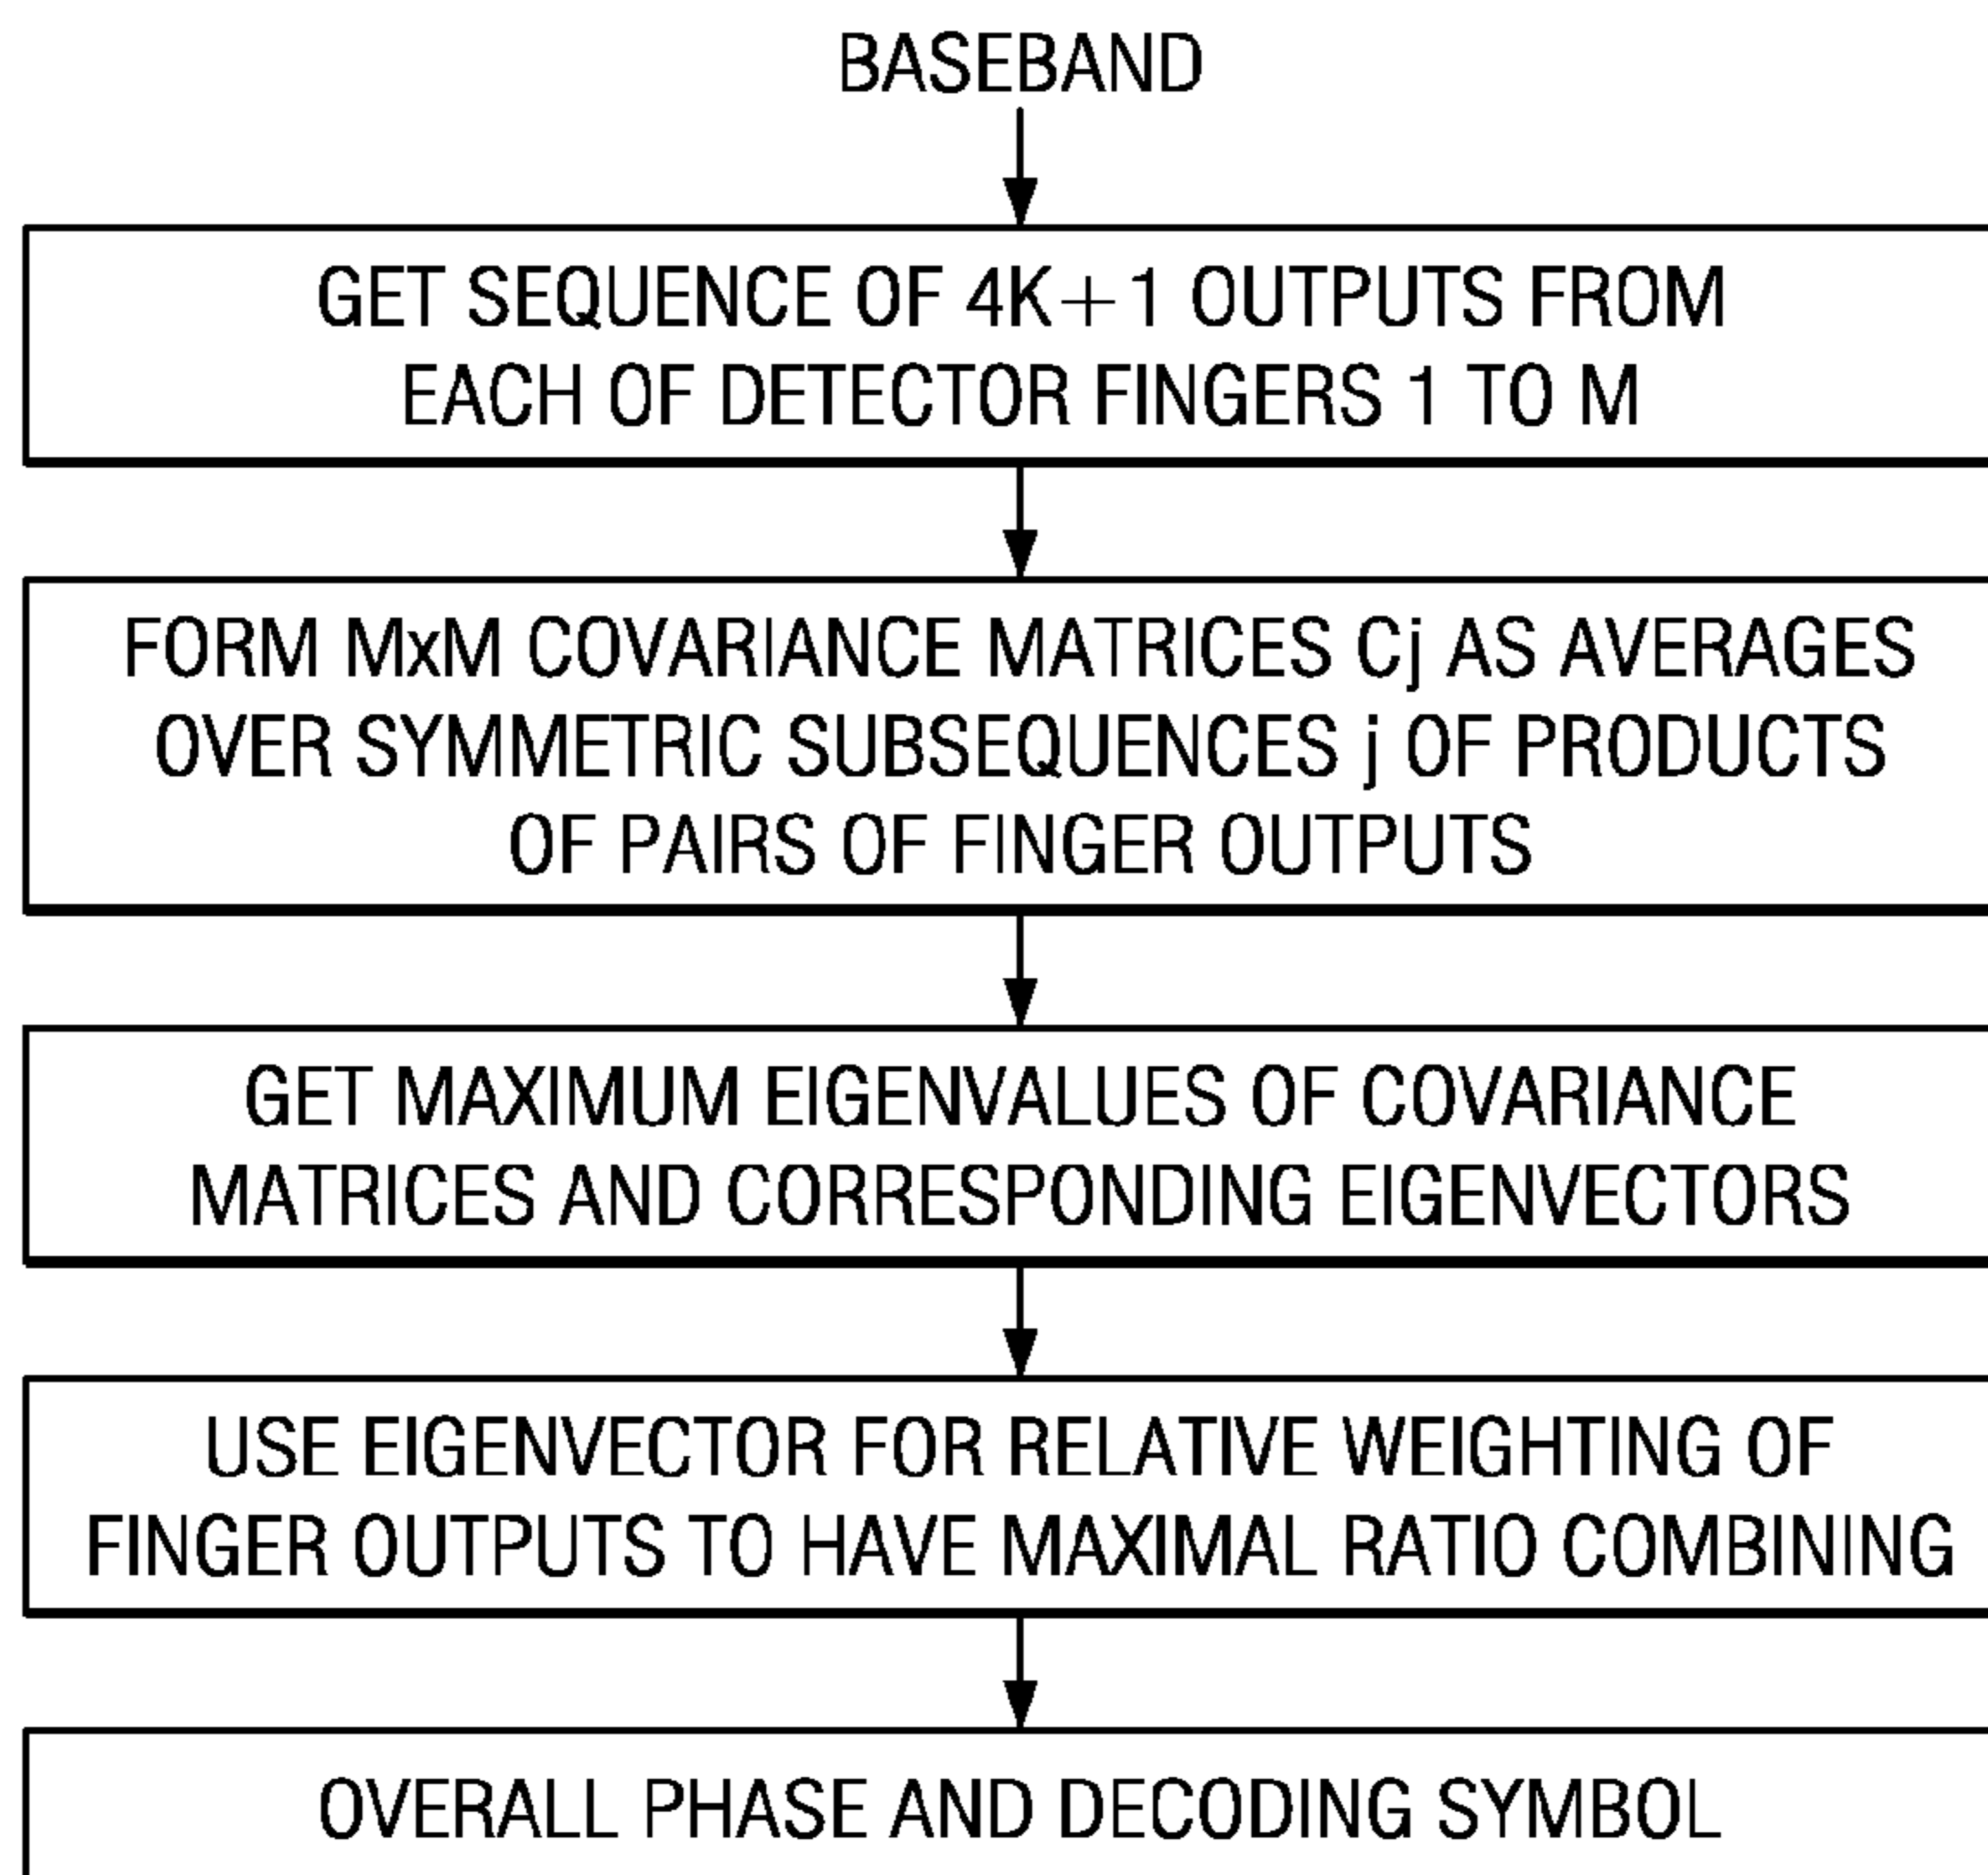 BASEBAND
GET SEQUENCE OF 4K+1 OUTPUTS FROM
EACH OF DETECTOR FINGERS 1 TO M
FORM MxM COVARIANCE MATRICES Cj AS AVERAGES
OVER SYMMETRIC SUBSEQUENCES j OF PRODUCTS
OF PAIRS OF FINGER OUTPUTS
GET MAXIMUM EIGENVALUES OF COVARIANCE
MATRICES AND CORRESPONDING EIGENVECTORS
USE EIGENVECTOR FOR RELATIVE WEIGHTING OF
FINGER OUTPUTS TO HAVE MAXIMAL RATIO COMBINING
OVERALL PHASE AND DECODING SYMBOL